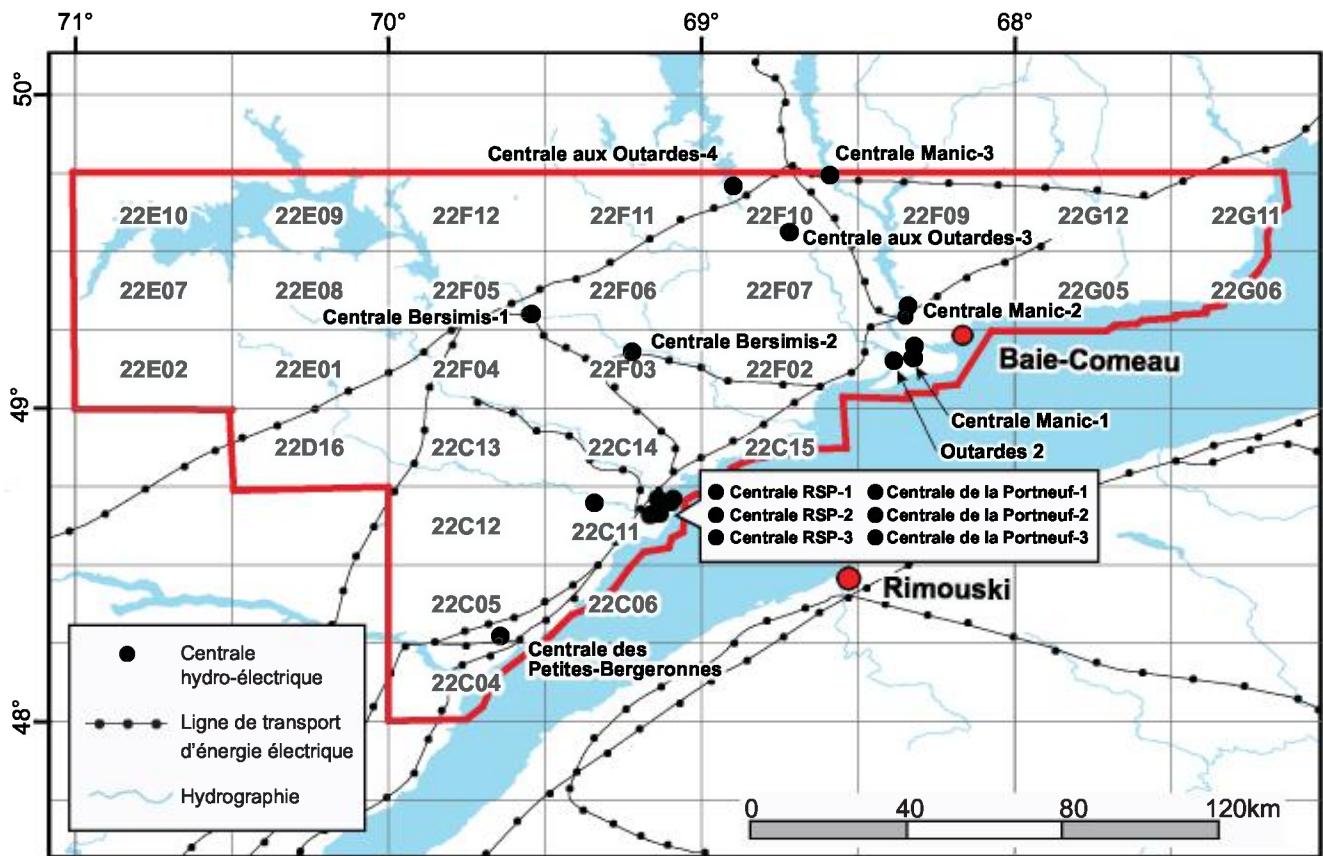 71°
70°
69°
68°
50°
49°
48°
Centrale aux Outardes-4
Centrale Manic-3
22E10
22E09
22F12
22F11
22F10
22F09
22G12
22G11
Centrale aux Outardes-3
22E07
22E08
22F05
22F06
22F07
22G05
22G06
Centrale Bersimis-1
Centrale Manic-2
Centrale Bersimis-2
Baie-Comeau
22E02
22E01
22F04
22F03
22F02
Centrale Manic-1
Outardes 2
22D16
22C13
22C14
22C15
Centrale RSP-1
Centrale de la Portneuf-1
Centrale RSP-2
Centrale de la Portneuf-2
Centrale RSP-3
Centrale de la Portneuf-3
22C12
22C11
Rimouski
22C05
22C06
Centrale des
Petites-Bergeronnes
22C04
Centrale
hydro-électrique
Ligne de transport
d'énergie électrique
Hydrographie
0
40
80
120km